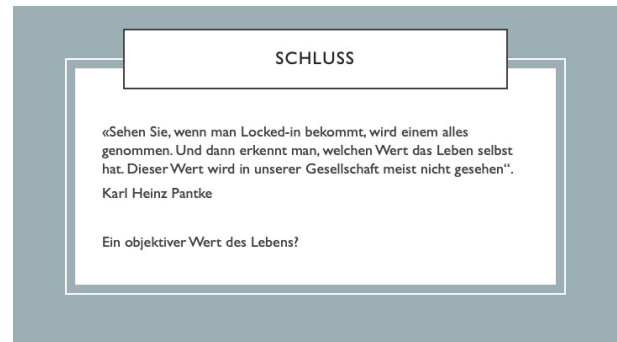 SCHLUSS
«Sehen Sie, wenn man Locked-in bekommt, wird einem alles
genommen. Und dann erkennt man, welchen Wert das Leben selbst
hat. Dieser Wert wird in unserer Gesellschaft meist nicht gesehen“.
Karl Heinz Pantke
Ein objektiver Wert des Lebens?